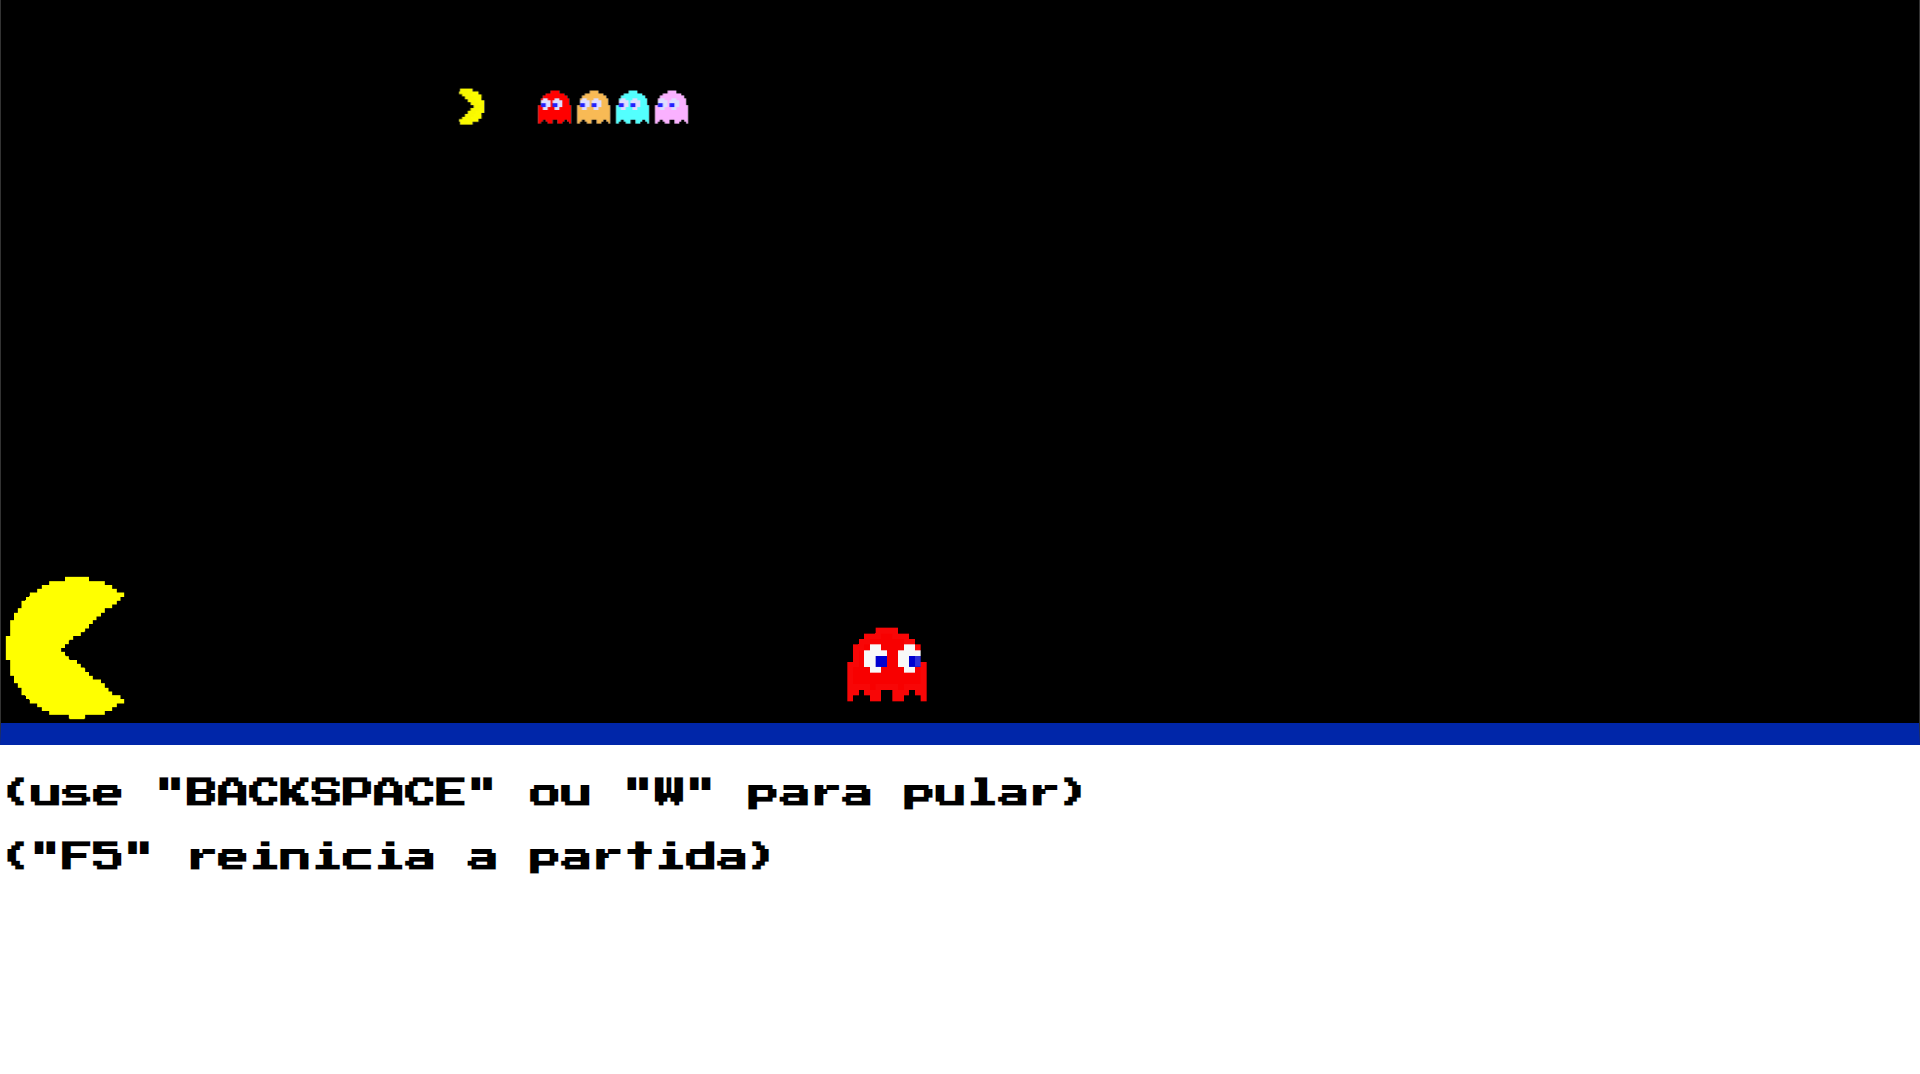 (use "BACKSPACE" ou "W" para pular)
("F5" reinicia a partida)